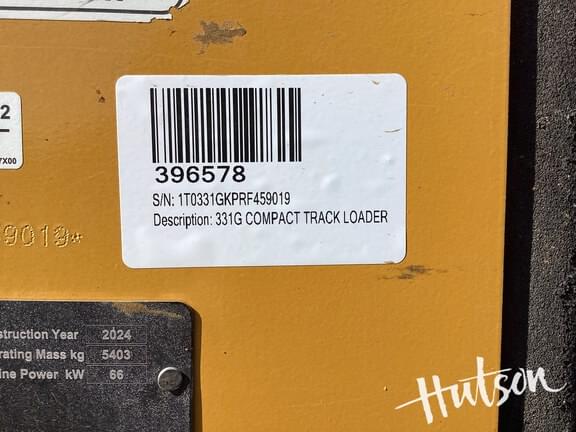 2
7X00
396578
S/N: 1T0331GKPRF459019
Description: 331G COMPACT TRACK LOADER
9019*
struction Year 2024
rating Mass kg 5403
ine Power kW 66
Hutson